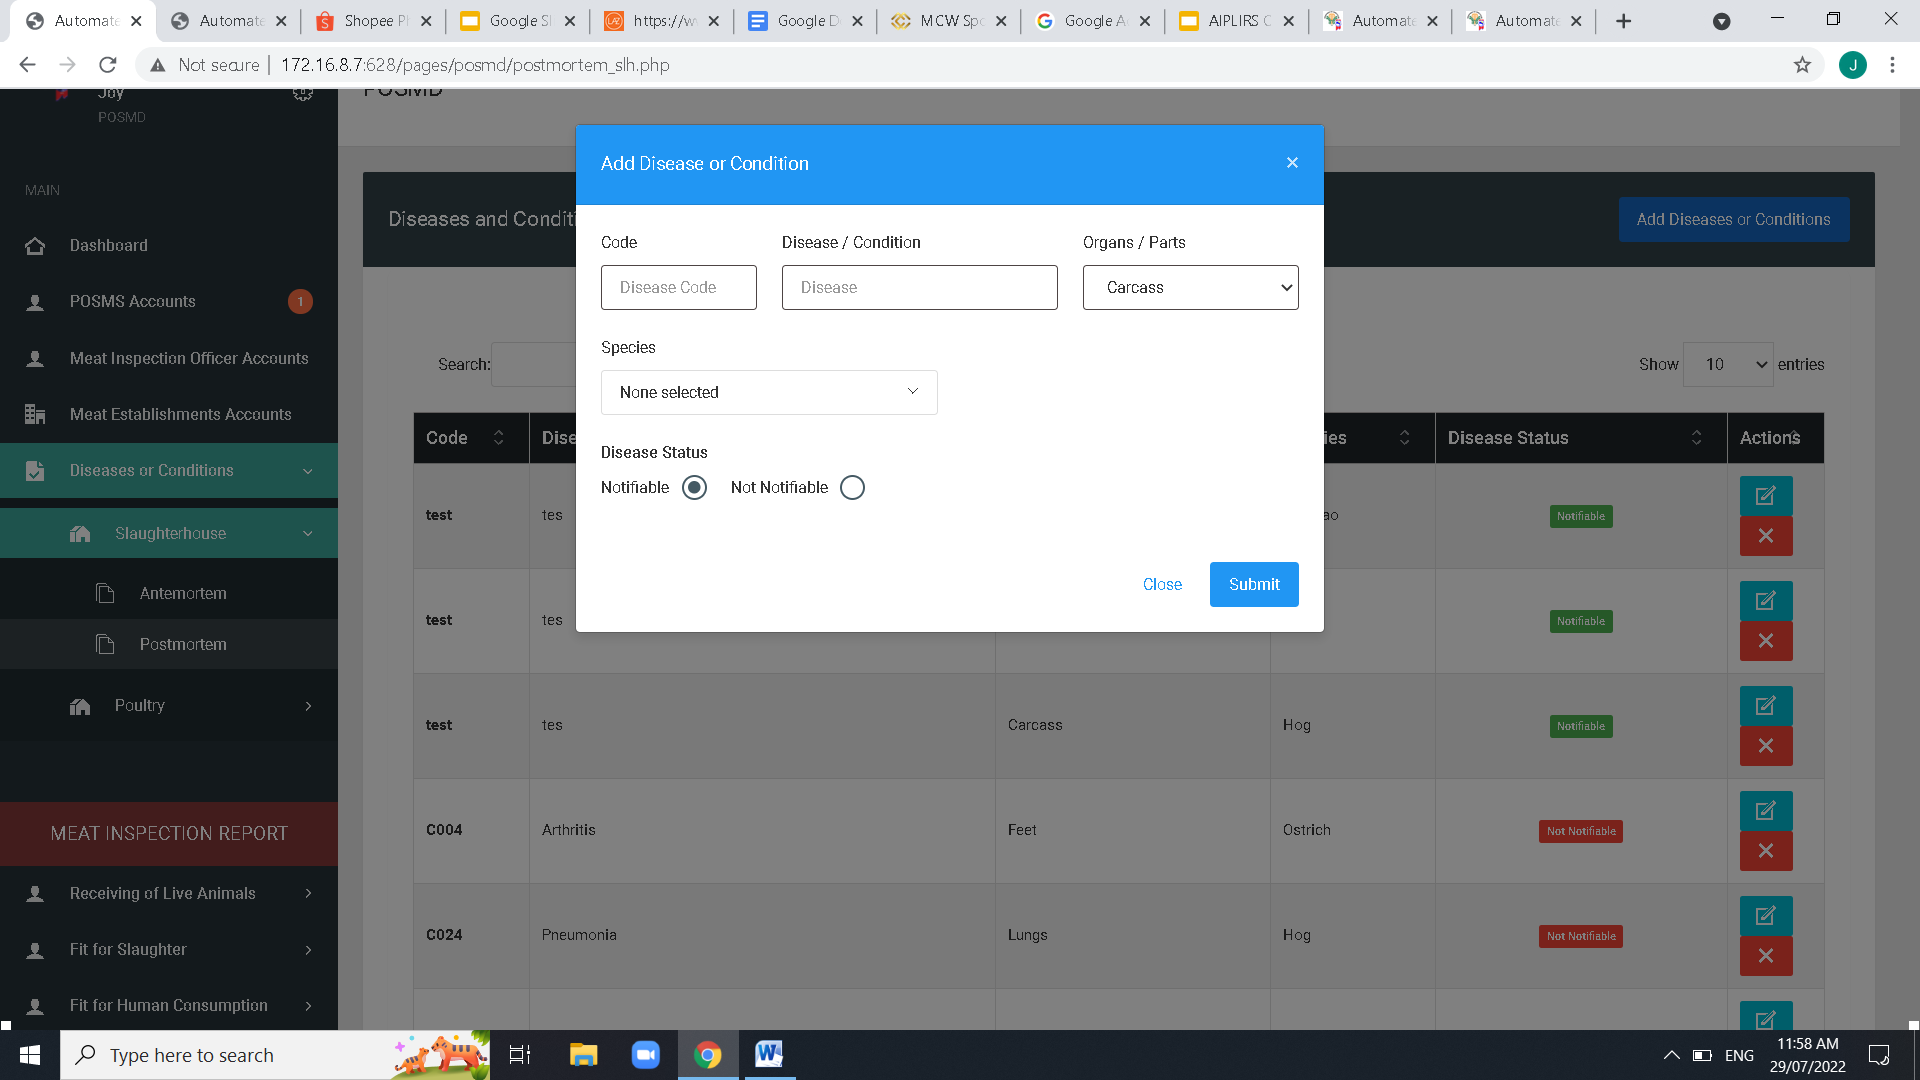 Automate
Automate
Shopee Pl
Google Sl
https://w
Google D
MCW Spo
Google A
AIPLIRS C
Automate
Automate
Not secure
172.16.8.7:628/pages/posmd/postmortem_slh.php
J
Joy
POSMD
POSMD
MAIN
Dashboard
POSMS Accounts
1
Meat Inspection Officer Accounts
Meat Establishments Accounts
Diseases or Conditions
Slaughterhouse
Antemortem
Postmortem
Poultry
MEAT INSPECTION REPORT
Receiving of Live Animals
Fit for Slaughter
Fit for Human Consumption
Diseases and Conditi
Add Diseases or Conditions
Add Disease or Condition
×
Code
Disease / Condition
Organs / Parts
Disease Code
Disease
Carcass
Species
None selected
Disease Status
Notifiable
Not Notifiable
Close
Submit
Search:
Show 10 entries
Code Dise ies Disease Status Actions
test tes ao Notifiable
test tes Notifiable
test tes Carcass Hog Notifiable
C004 Arthritis Feet Ostrich Not Notifiable
C024 Pneumonia Lungs Hog Not Notifiable
Type here to search
ENG
11:58 AM
29/07/2022